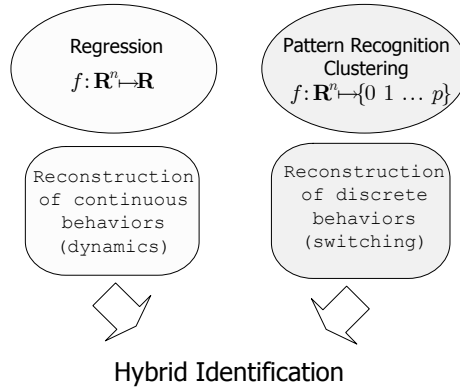 Regression
f: Rⁿ↦R
Pattern Recognition
Clustering
f: Rⁿ↦{0 1 … p}
Reconstruction
of continuous
behaviors
(dynamics)
Reconstruction
of discrete
behaviors
(switching)
Hybrid Identification